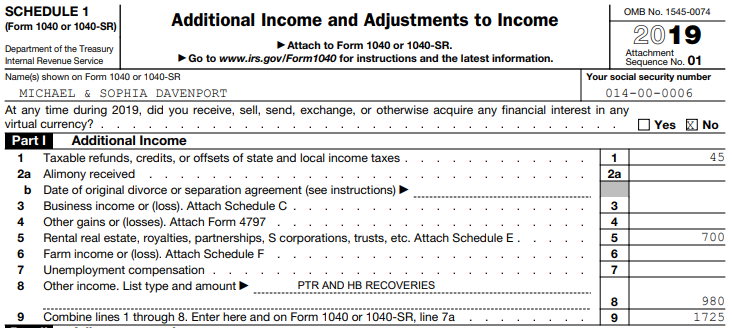 SCHEDULE 1
(Form 1040 or 1040-SR)
Department of the Treasury
Internal Revenue Service
Additional Income and Adjustments to Income
▶ Attach to Form 1040 or 1040-SR.
▶ Go to www.irs.gov/Form1040 for instructions and the latest information.
OMB No. 1545-0074
2019
Attachment
Sequence No. 01
Name(s) shown on Form 1040 or 1040-SR
Your social security number
MICHAEL & SOPHIA DAVENPORT
014-00-0006
At any time during 2019, did you receive, sell, send, exchange, or otherwise acquire any financial interest in any
virtual currency? . . . . . . . . . . . . . . . . . . . . . . . . . . . . . Yes X No
Part I Additional Income
1 Taxable refunds, credits, or offsets of state and local income taxes . . . . . . . . . . . 1 45
2a Alimony received . . . . . . . . . . . . . . . . . . . . . . . . 2a
b Date of original divorce or separation agreement (see instructions) ▶
3 Business income or (loss). Attach Schedule C . . . . . . . . . . . . . . . . 3
4 Other gains or (losses). Attach Form 4797 . . . . . . . . . . . . . . . . . 4
5 Rental real estate, royalties, partnerships, S corporations, trusts, etc. Attach Schedule E . . . . . 5 700
6 Farm income or (loss). Attach Schedule F . . . . . . . . . . . . . . . . . 6
7 Unemployment compensation . . . . . . . . . . . . . . . . . . . . 7
8 Other income. List type and amount ▶ PTR AND HB RECOVERIES
8 980
9 Combine lines 1 through 8. Enter here and on Form 1040 or 1040-SR, line 7a . . . . . . . . 9 1725